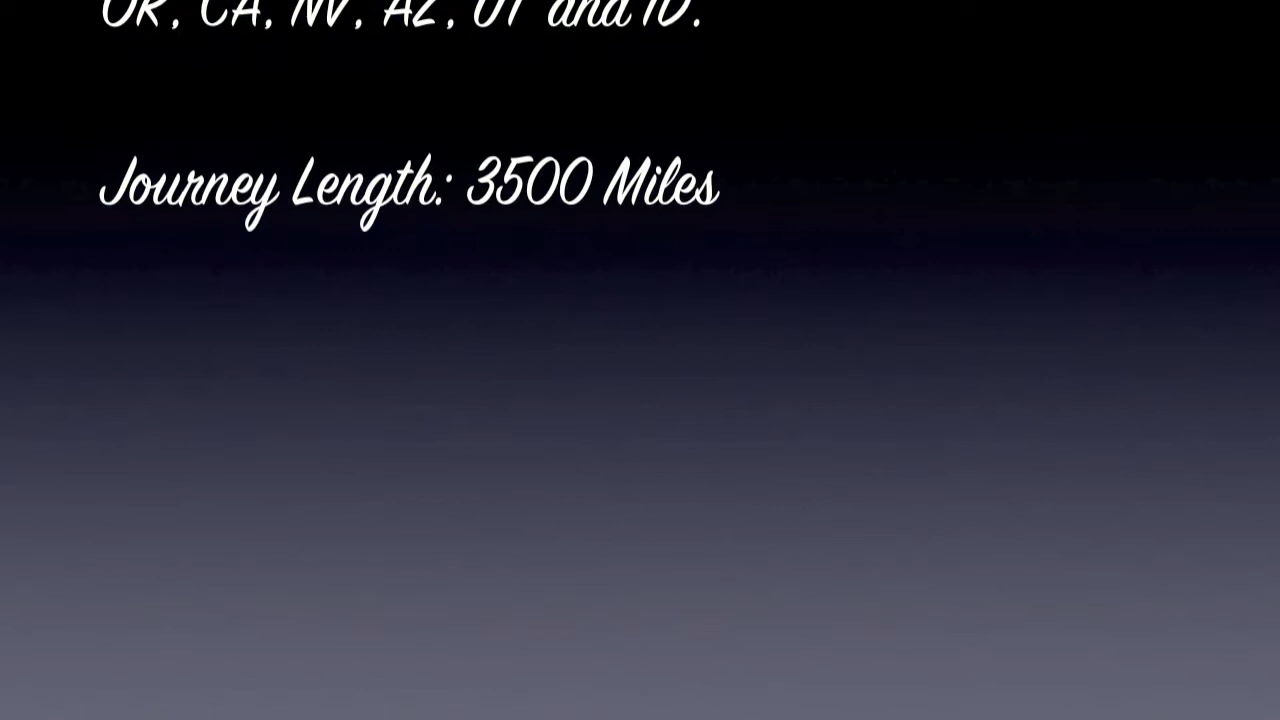 OR, CA, NV, AZ, UT and ID.
Journey Length: 3500 Miles